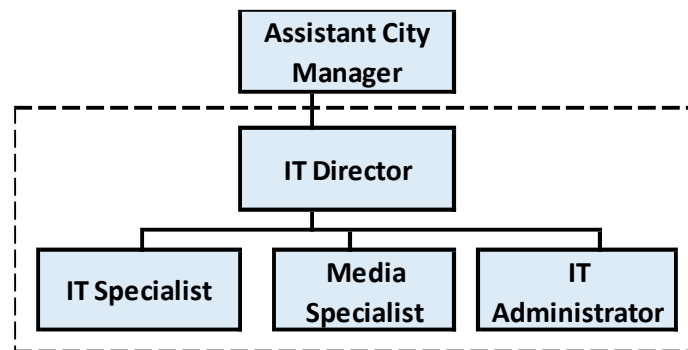 Assistant City
Manager
IT Director
IT Specialist
Media
Specialist
IT
Administrator